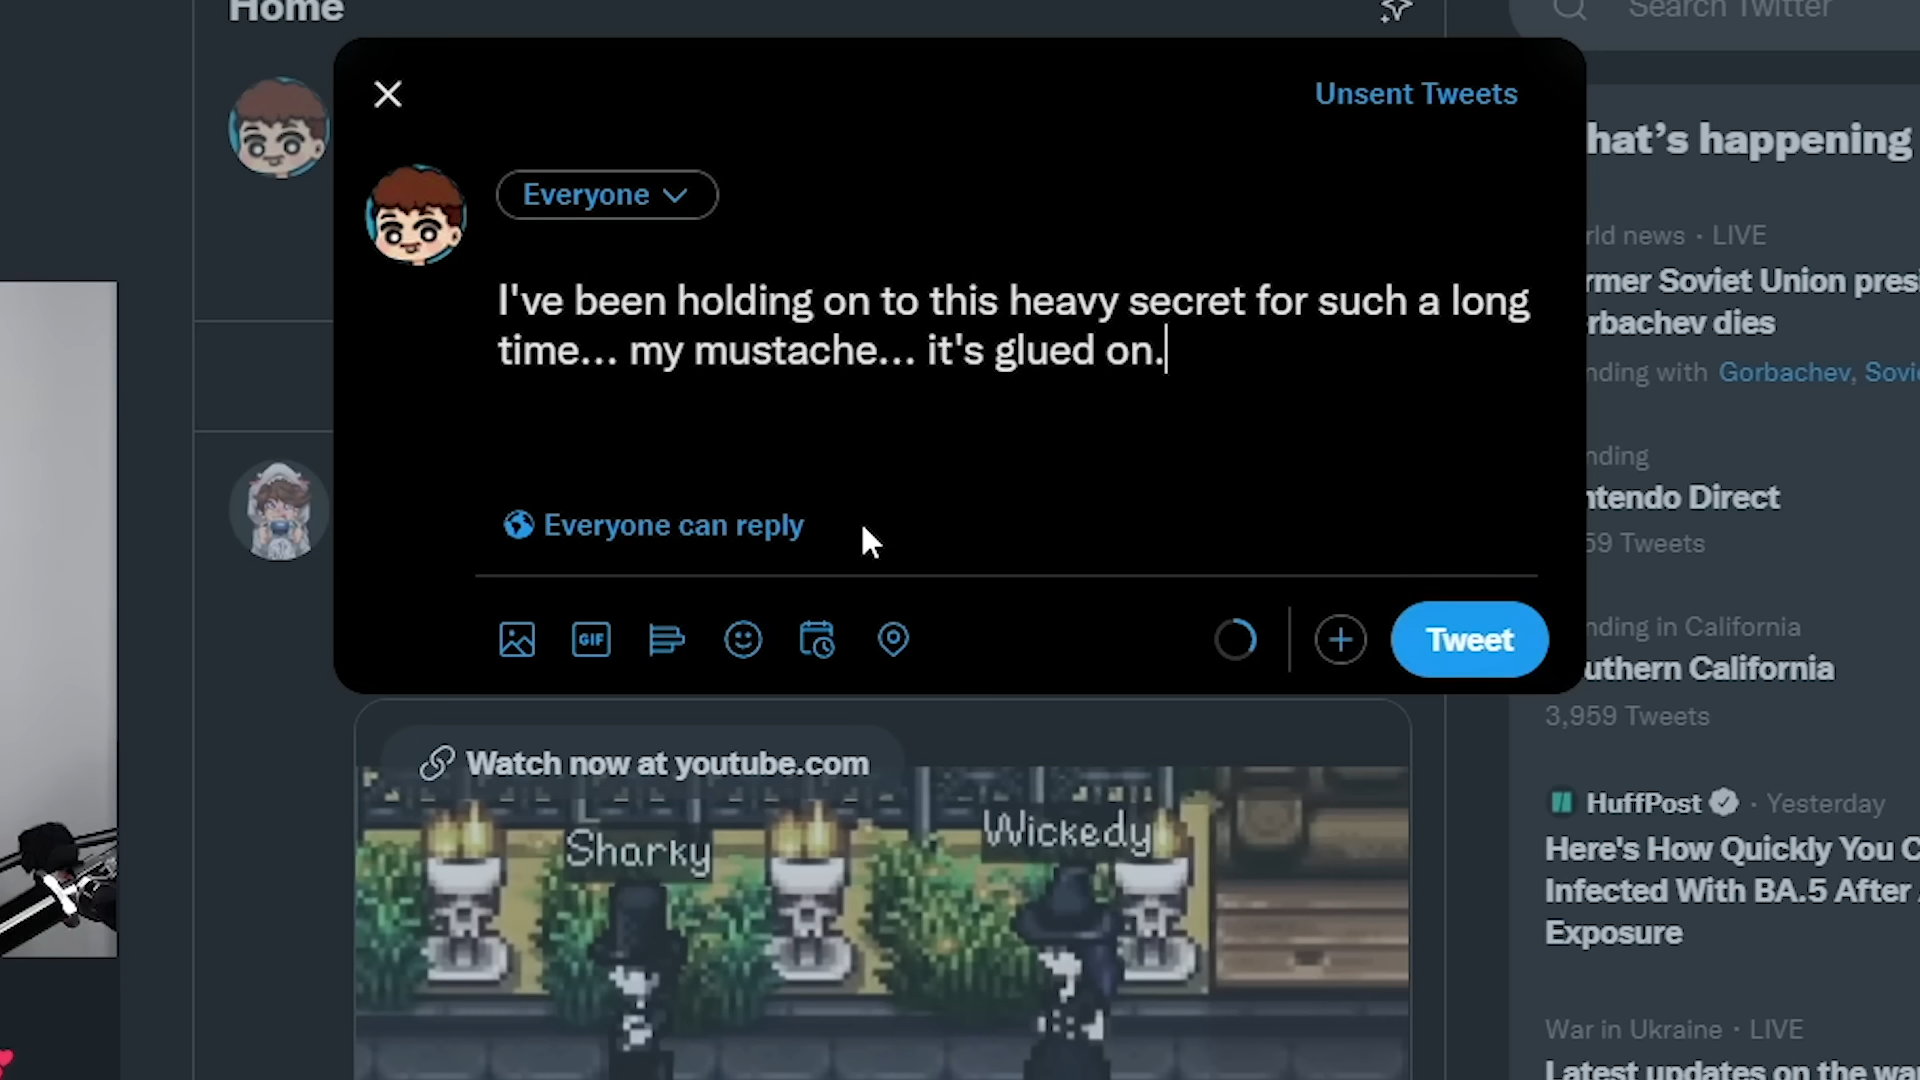 Home
Search Twitter
Unsent Tweets
Everyone
I've been holding on to this heavy secret for such a long
time... my mustache... it's glued on.
Everyone can reply
GIF
Tweet
Watch now at youtube.com
Sharky
Wickedy
hat's happening
rld news · LIVE
rmer Soviet Union presi
rbachev dies
nding with Gorbachev, Sovie
nding
ntendo Direct
59 Tweets
nding in California
uthern California
3,959 Tweets
HuffPost · Yesterday
Here's How Quickly You C
Infected With BA.5 After
Exposure
War in Ukraine · LIVE
Latest updates on the wa